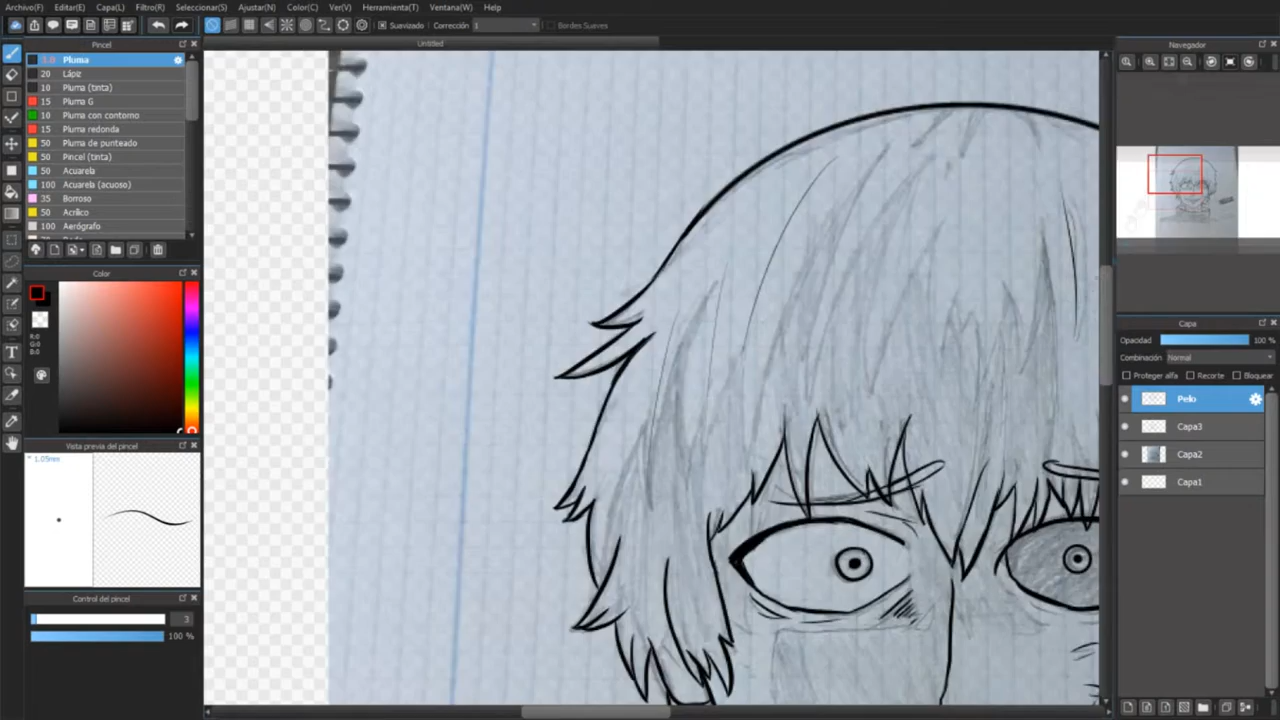 Archivo(F) Editar(E) Capa(L) Filtro(R) Seleccionar(S) Ajustar(N) Color(C) Ver(V) Herramienta(T) Ventana(W) Help
Suavizado Corrección 1 Bordes Suaves
Pincel
1.0 Pluma
20 Lápiz
10 Pluma (tinta)
15 Pluma G
10 Pluma con contorno
15 Pluma redonda
50 Pluma de punteado
50 Pincel (tinta)
50 Acuarela
100 Acuarela (acuoso)
35 Borroso
50 Acrílico
100 Aerógrafo
Color
R:0
G:0
B:0
Vista previa del pincel
1.05mm
Control del pincel
3
100 %
Untitled
Navegador
Capa
Opacidad 100 %
Combinación Normal
Proteger alfa Recorte Bloquear
Pelo
Capa3
Capa2
Capa1